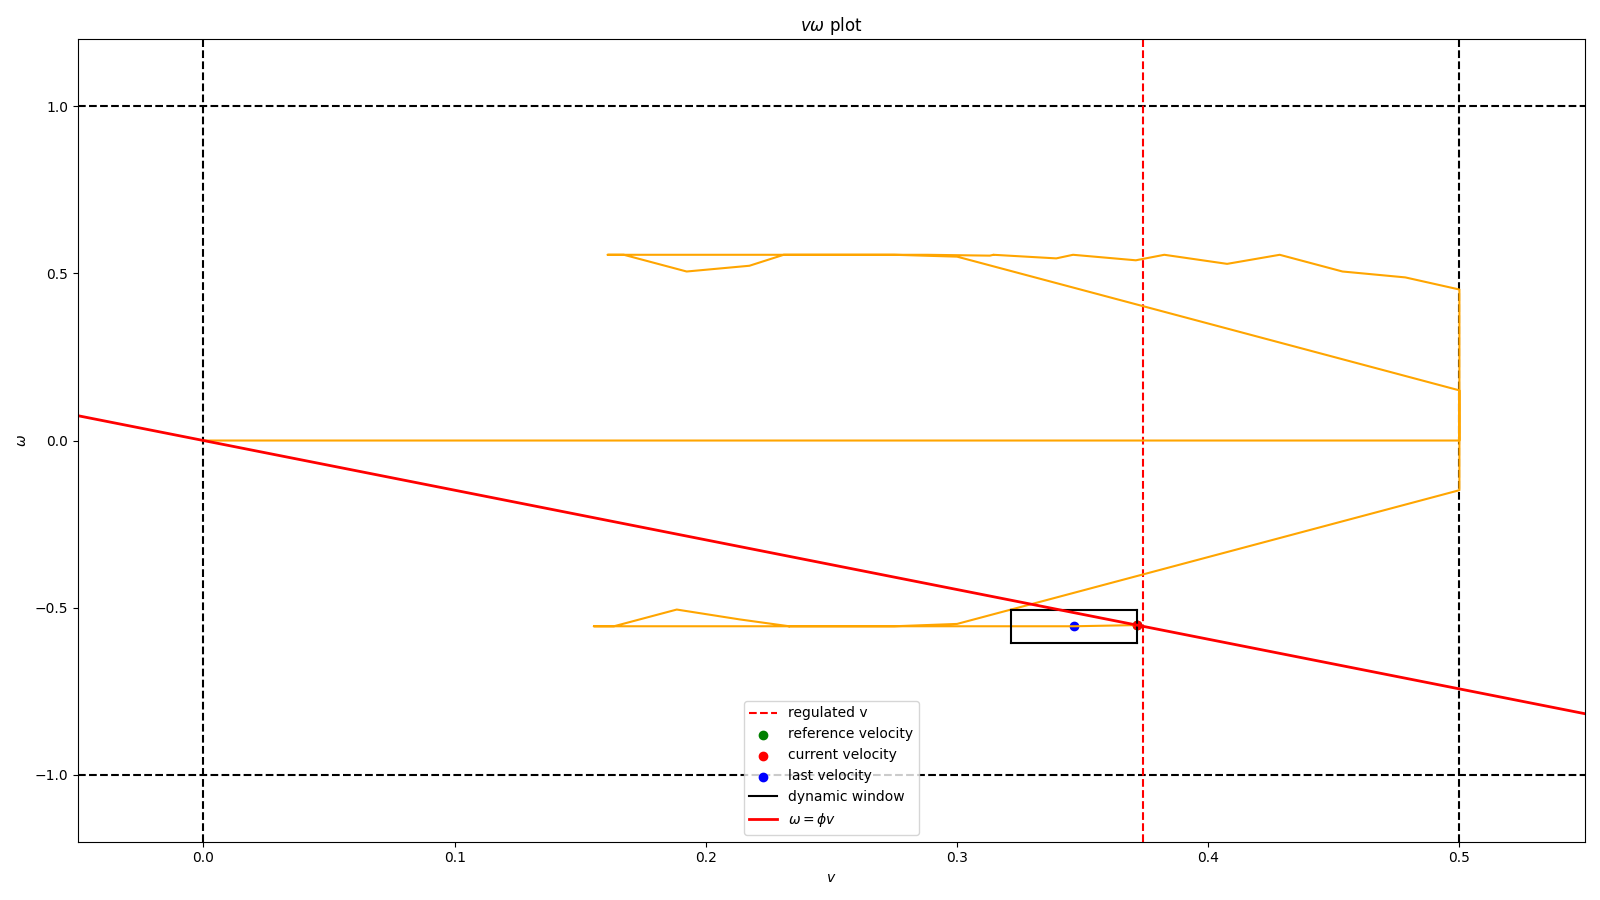 vω plot
1.0
0.5
0.0
−0.5
−1.0
ω
0.0 0.1 0.2 0.3 0.4 0.5
v
regulated v
reference velocity
current velocity
last velocity
dynamic window
ω = ϕv